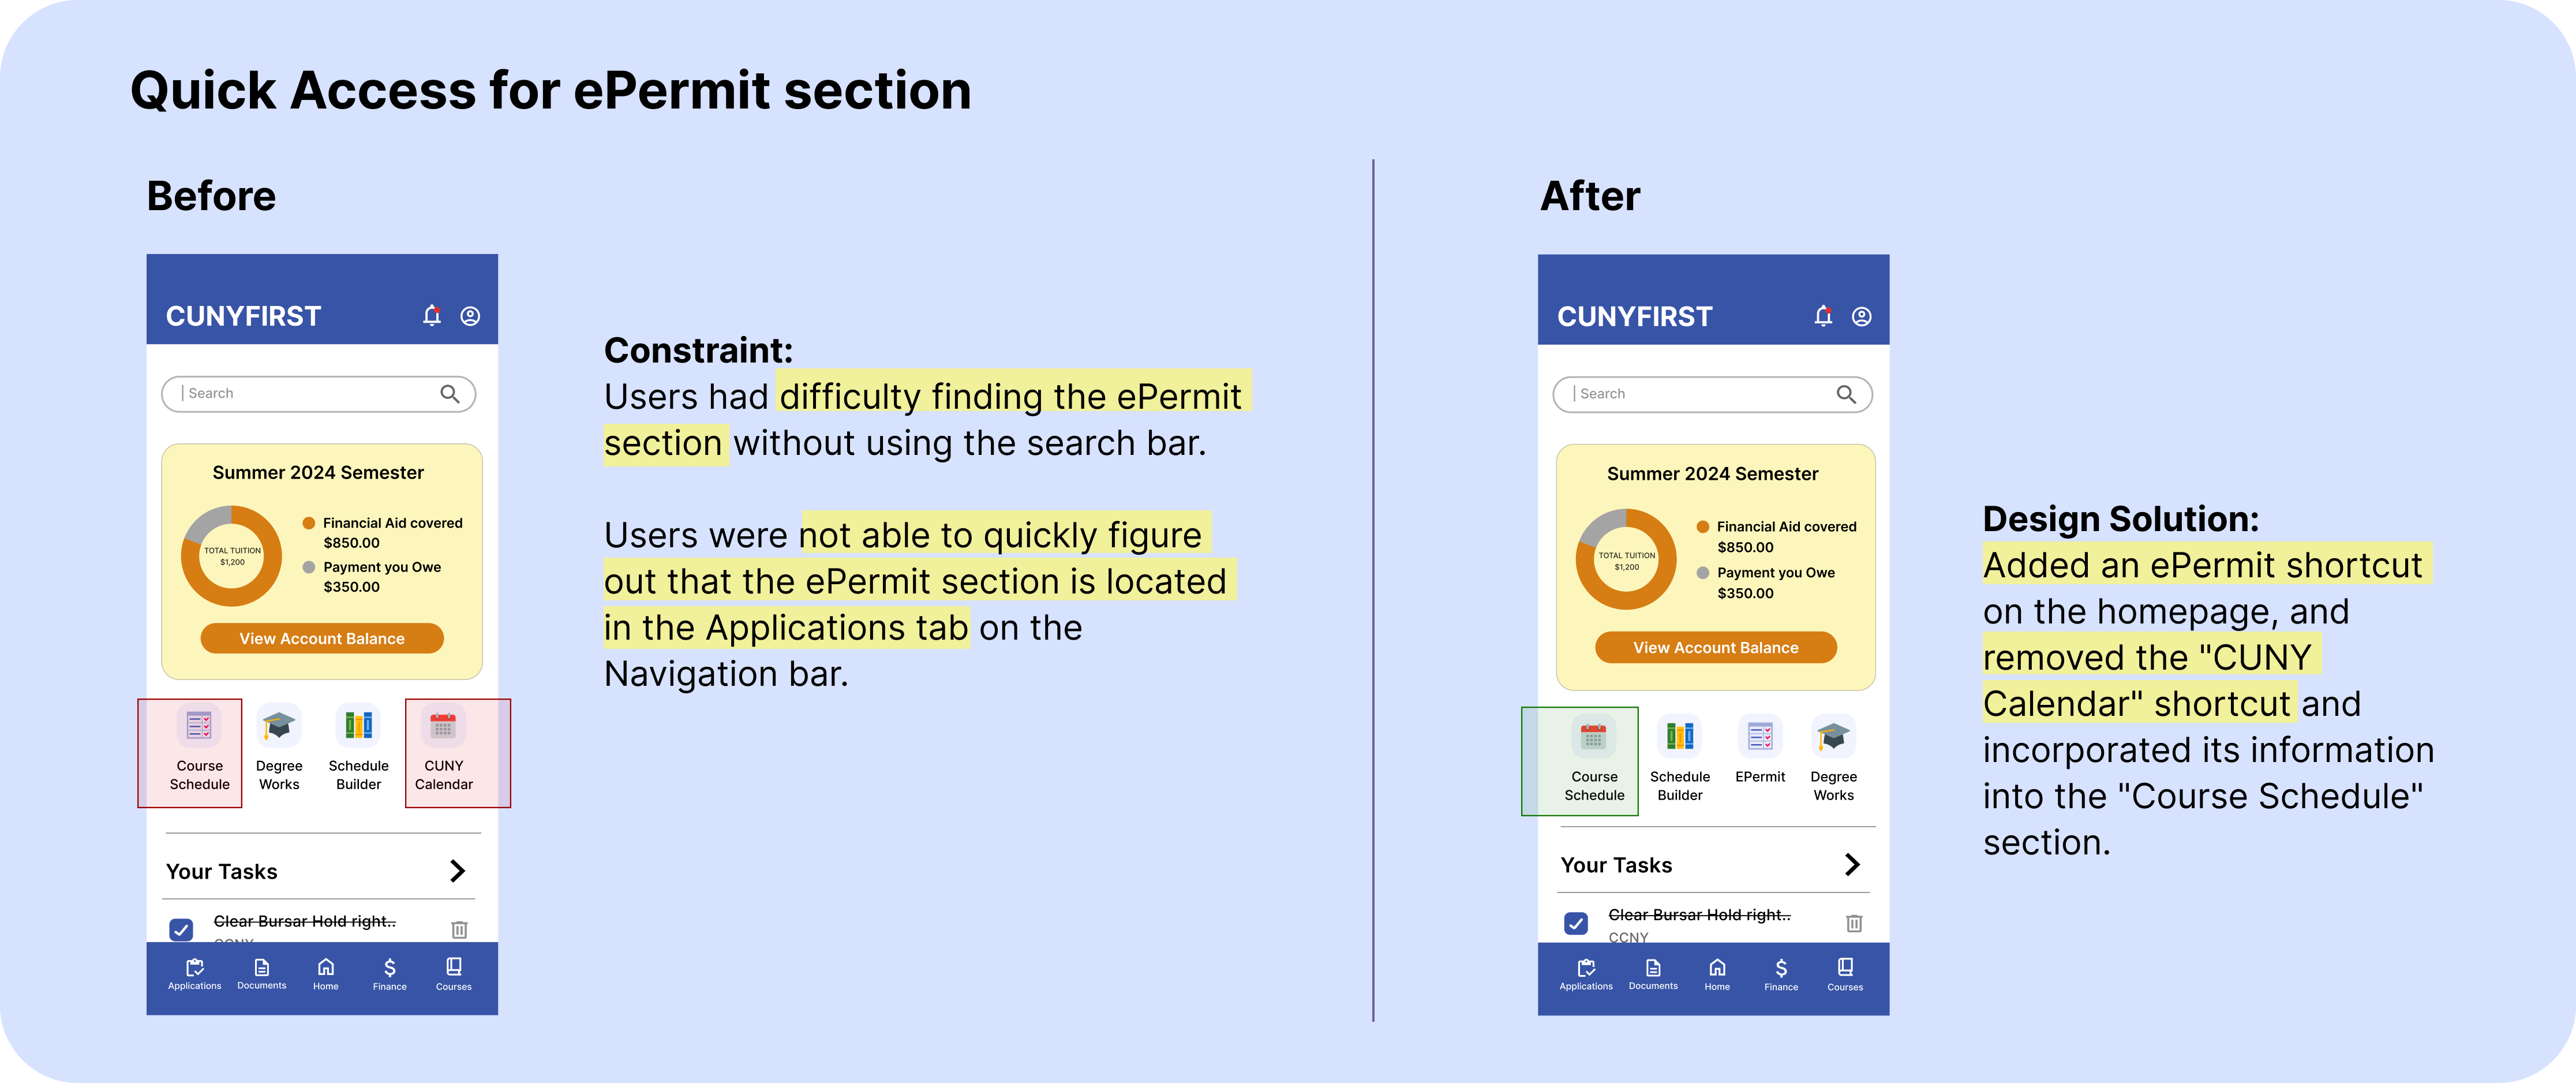 Quick Access for ePermit section
Before
CUNYFIRST
Search
Summer 2024 Semester
TOTAL TUITION
$1,200
Financial Aid covered
$850.00
Payment you Owe
$350.00
View Account Balance
Course
Schedule
Degree
Works
Schedule
Builder
CUNY
Calendar
Your Tasks
Clear Bursar Hold right..
CCNY
Applications
Documents
Home
Finance
Courses
Constraint:
Users had difficulty finding the ePermit
section without using the search bar.
Users were not able to quickly figure
out that the ePermit section is located
in the Applications tab on the
Navigation bar.
After
CUNYFIRST
Search
Summer 2024 Semester
TOTAL TUITION
$1,200
Financial Aid covered
$850.00
Payment you Owe
$350.00
View Account Balance
Course
Schedule
Schedule
Builder
EPermit
Degree
Works
Your Tasks
Clear Bursar Hold right..
CCNY
Applications
Documents
Home
Finance
Courses
Design Solution:
Added an ePermit shortcut
on the homepage, and
removed the "CUNY
Calendar" shortcut and
incorporated its information
into the "Course Schedule"
section.